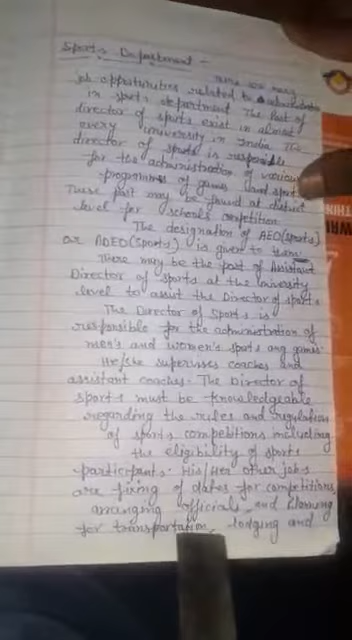 Sports Department -
There are many
job opportunities related to
in sports department The Post of
director of sports exist in almost
every university in India The
director of sports is responsible
for the administration of various
programms of games and sports
These post may be found at district
level for schools competition
The designation of AEO (sports)
or ADEO (sports) is given to them
There may be the post of Assistant
Director of sports at the university
level to assist the Director of sports
The Director of sports is
responsible for the administration of
men's and women's sports and games.
He/she supervises coaches and
assistant coaches. The Director of
sports must be knowledgeable
regarding the rules and regulation
of sports competitions including
the eligibility of sports
participents. His/Her other jobs
are fixing of dates for competitions,
arranging officials and planning
for transportation, lodging and
WRI
THIN